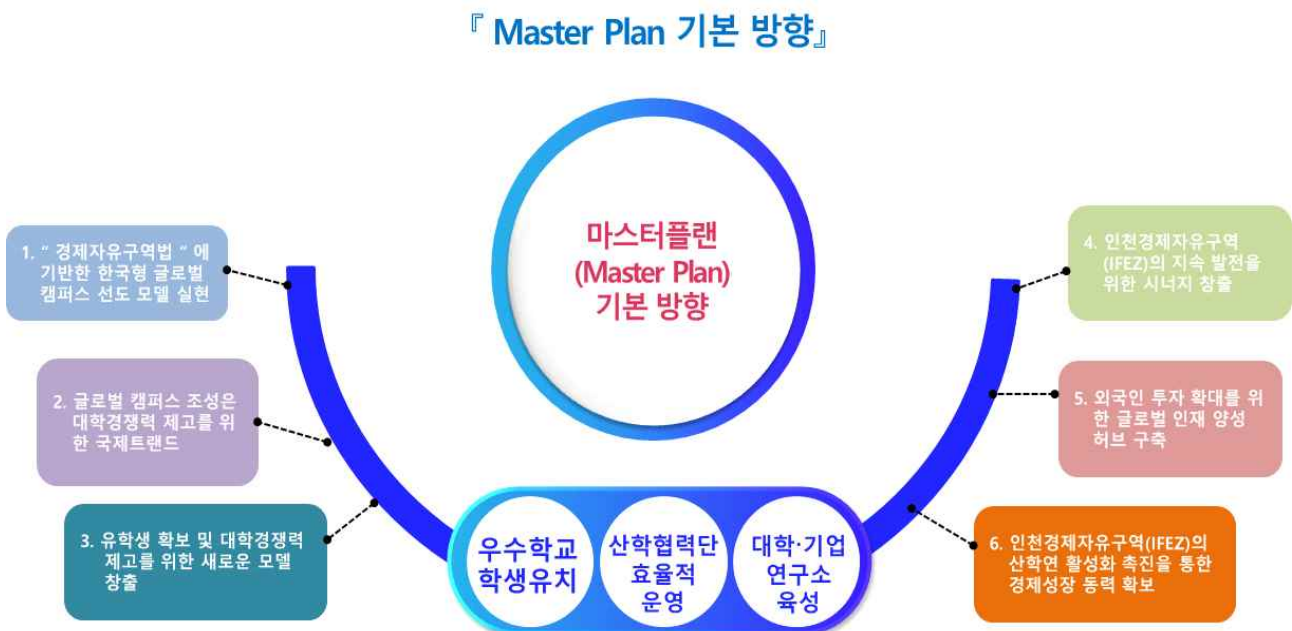 『 Master Plan 기본 방향』
마스터플랜
(Master Plan)
기본 방향
1. “ 경제자유구역법 “ 에
기반한 한국형 글로벌
캠퍼스 선도 모델 실현
2. 글로벌 캠퍼스 조성은
대학경쟁력 제고를 위
한 국제트랜드
3. 유학생 확보 및 대학경쟁력
제고를 위한 새로운 모델
창출
4. 인천경제자유구역
(IFEZ)의 지속 발전을
위한 시너지 창출
5. 외국인 투자 확대를 위
한 글로벌 인재 양성
허브 구축
6. 인천경제자유구역(IFEZ)의
산학연 활성화 촉진을 통한
경제성장 동력 확보
우수학교
학생유치
산학협력단
효율적
운영
대학·기업
연구소
육성